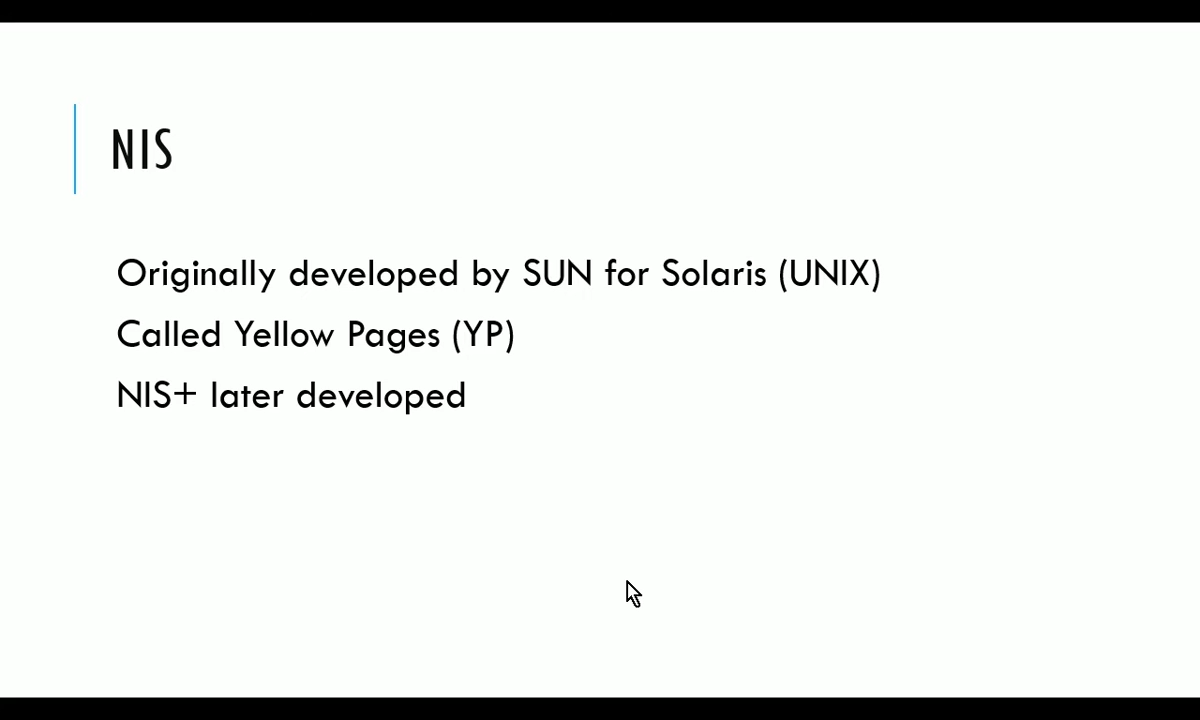 NIS
Originally developed by SUN for Solaris (UNIX)
Called Yellow Pages (YP)
NIS+ later developed